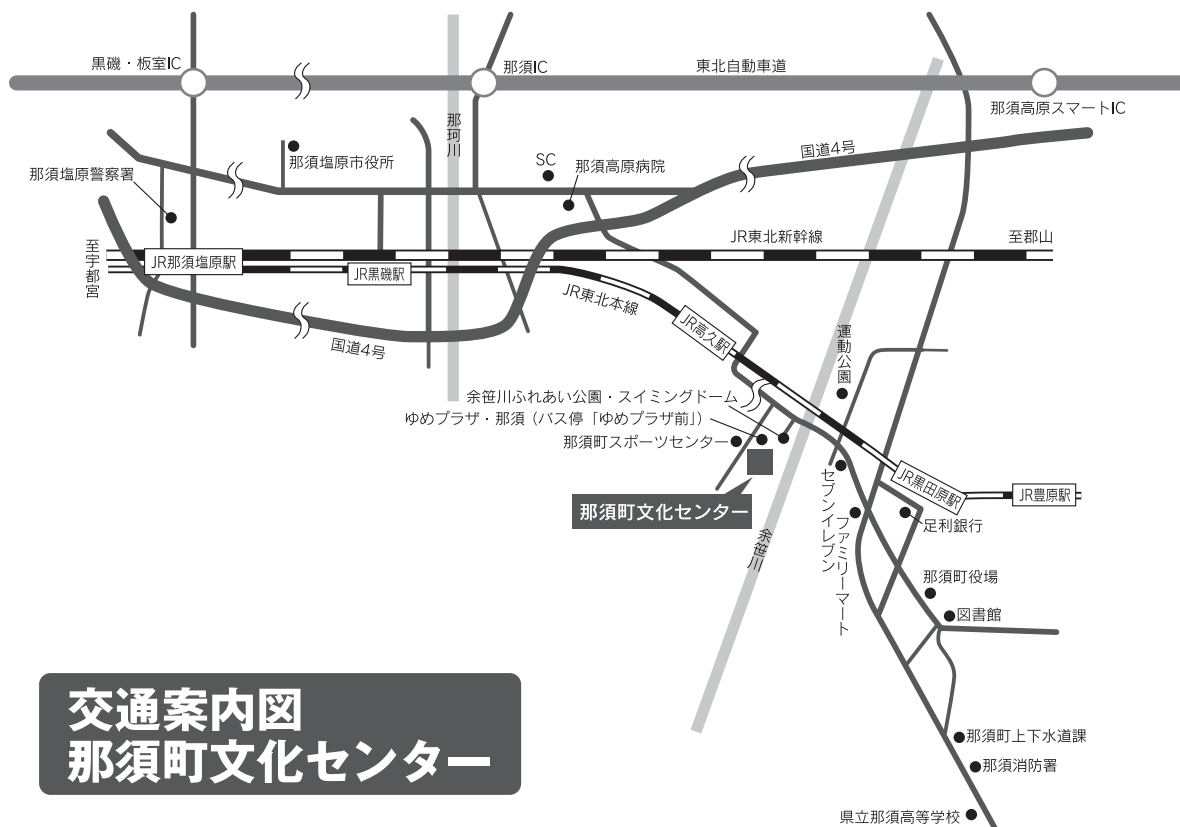 黒磯・板室IC
那須IC
東北自動車道
那須高原スマートIC
那珂川
国道4号
SC
那須高原病院
那須塩原市役所
那須塩原警察署
至宇都宮
JR那須塩原駅
JR黒磯駅
JR東北新幹線
至郡山
JR東北本線
国道4号
JR高久駅
運動公園
余笹川ふれあい公園・スイミングドーム
ゆめプラザ・那須（バス停「ゆめプラザ前」）
那須町スポーツセンター
那須町文化センター
余笹川
セブンイレブン
ファミリーマート
JR黒田原駅
JR豊原駅
足利銀行
那須町役場
図書館
那須町上下水道課
那須消防署
県立那須高等学校
交通案内図
那須町文化センター